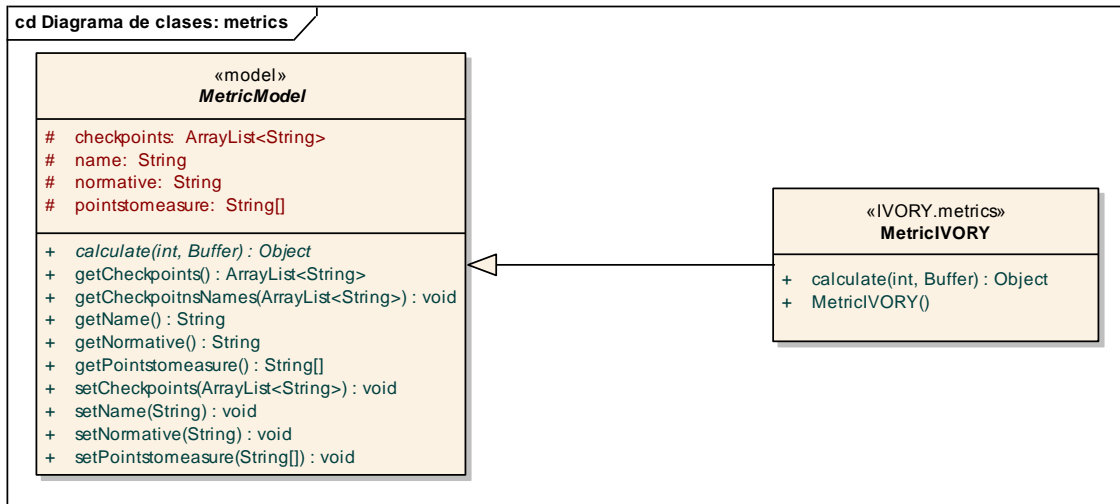 cd Diagrama de clases: metrics
«model»
MetricModel
# checkpoints: ArrayList<String>
# name: String
# normative: String
# pointstomeasure: String[]
+ calculate(int, Buffer) : Object
+ getCheckpoints() : ArrayList<String>
+ getCheckpoitnsNames(ArrayList<String>) : void
+ getName() : String
+ getNormative() : String
+ getPointstomeasure() : String[]
+ setCheckpoints(ArrayList<String>) : void
+ setName(String) : void
+ setNormative(String) : void
+ setPointstomeasure(String[]) : void
«IVORY.metrics»
MetricIVORY
+ calculate(int, Buffer) : Object
+ MetricIVORY()